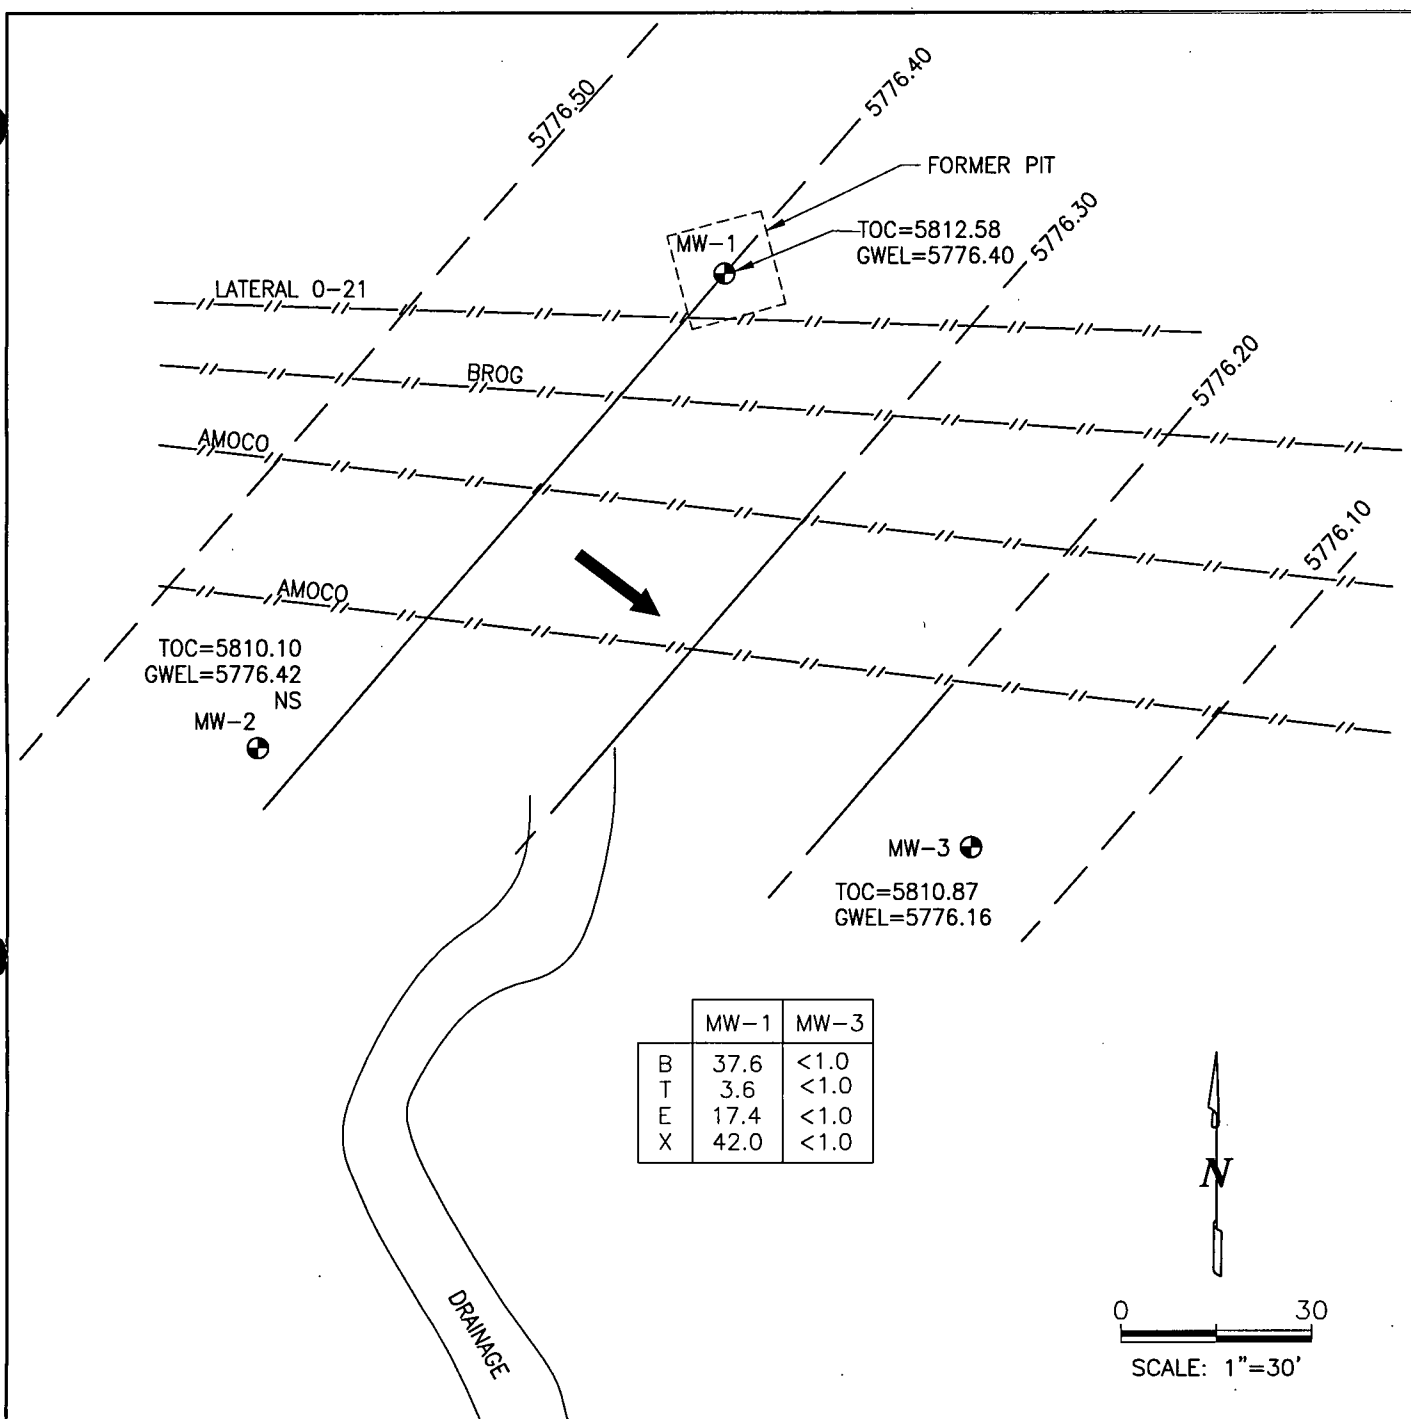 5776.50
5776.40
FORMER PIT
5776.30
MW-1
TOC=5812.58
GWEL=5776.40
LATERAL O-21
BROG
5776.20
AMOCO
5776.10
AMOCO
TOC=5810.10
GWEL=5776.42
NS
MW-2
MW-3
TOC=5810.87
GWEL=5776.16
MW-1 MW-3
B 37.6 <1.0
T 3.6 <1.0
E 17.4 <1.0
X 42.0 <1.0
N
DRAINAGE
0 30
SCALE: 1"=30'